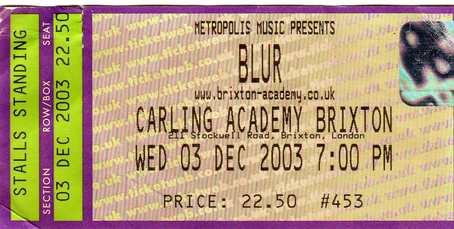 METROPOLIS MUSIC PRESENTS
BLUR
www.brixton-academy.co.uk
CARLING ACADEMY BRIXTON
211 Stockwell Road, Brixton, London
WED 03 DEC 2003 7:00 PM
PRICE: 22.50 #453
STALLS STANDING
SECTION ROW/BOX SEAT
03 DEC 2003 22.50